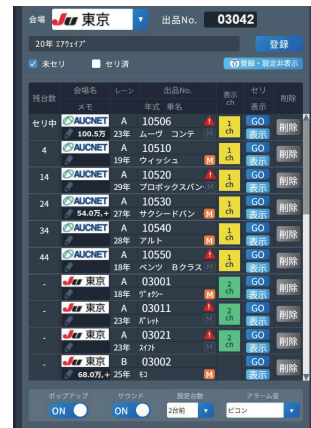 会場 Juu 東京 出品No. 03042
20年 ｴｱｳｪｲﾌﾞ 登録
未セリ セリ済 登録・設定非表示
残台数 会場名 レーン 出品No. 表示ch セリ 削除
メモ 年式 車名 表示
セリ中 AUCNET A 10506 1ch GO 削除
100.5万 23年 ムーヴ コンテ M 表示
4 AUCNET A 10510 1ch GO 削除
19年 ウィッシュ M 表示
14 AUCNET A 10520 1ch GO 削除
29年 プロボックスバン M 表示
24 AUCNET A 10530 1ch GO 削除
54.0万,+ 27年 サクシードバン M 表示
34 AUCNET A 10540 1ch GO 削除
28年 アルト M 表示
44 AUCNET A 10550 1ch GO 削除
18年 ベンツ Bクラス M 表示
- Juu 東京 A 03001 2ch GO 削除
18年 ｳﾞｫｸｼｰ M 表示
- Juu 東京 A 03011 2ch GO 削除
23年 ﾊﾟﾚｯﾄ M 表示
- Juu 東京 A 03021 2ch GO 削除
23年 ｽｲﾌﾄ M 表示
- Juu 東京 B 03002 GO 削除
68.0万,+ 25年 ﾓｺ M 表示
ポップアップ サウンド 設定台数 アラーム音
ON ON 2台前 ピコン